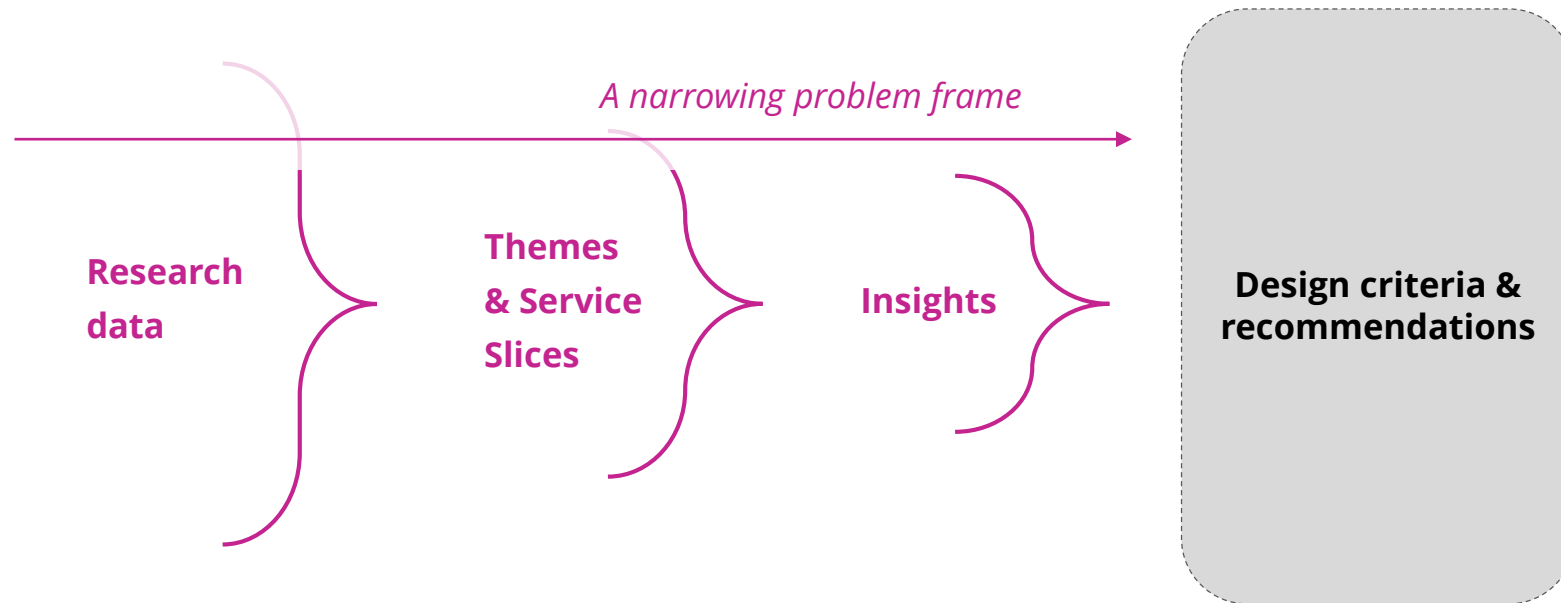 A narrowing problem frame
Research
data
Themes
& Service
Slices
Insights
Design criteria &
recommendations